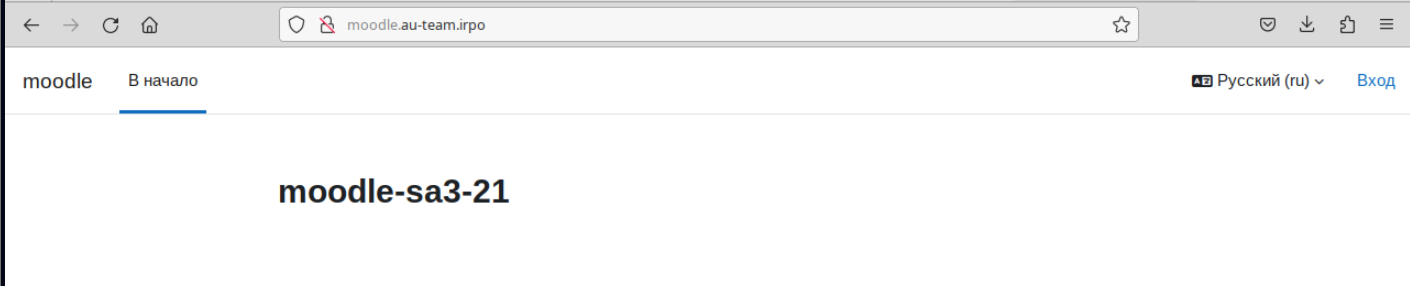 moodle.au-team.irpo
moodle В начало Русский (ru) Вход
moodle-sa3-21